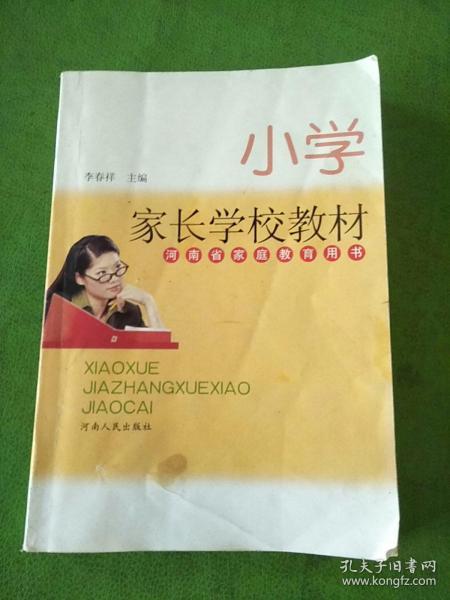 小学
李春祥 主编
家长学校教材
河南省家庭教育用书
XIAOXUE
JIAZHANGXUEXIAO
JIAOCAI
河南人民出版社
孔夫子旧书网
www.kongfz.com